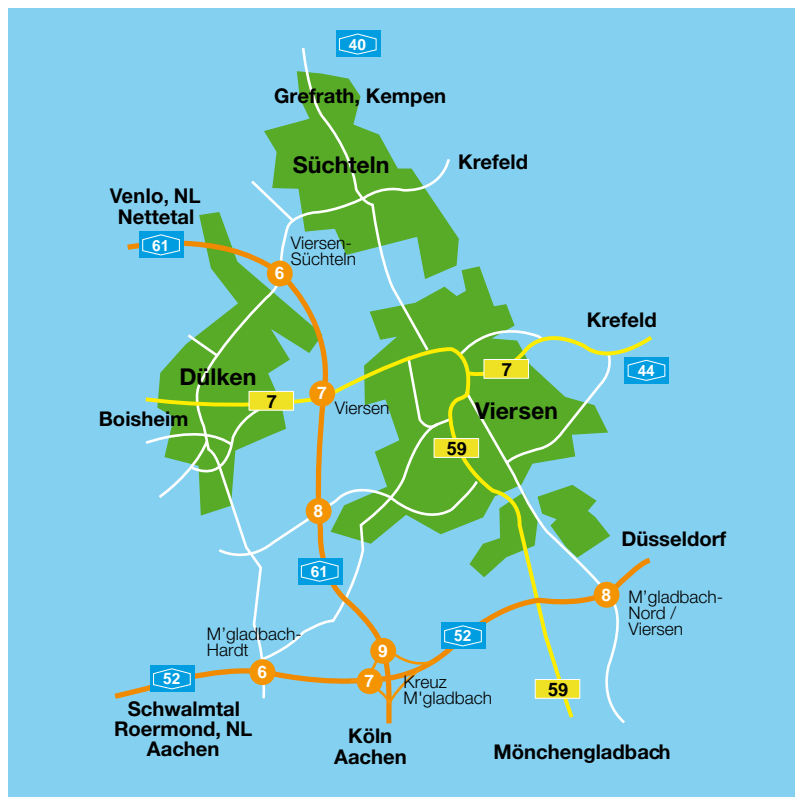 40
Grefrath, Kempen
Süchteln
Krefeld
Venlo, NL
Nettetal
61
Viersen-
Süchteln
6
Krefeld
7
44
Dülken
7
7
Viersen
Boisheim
Viersen
59
8
Düsseldorf
61
8
M'gladbach-
Nord /
Viersen
M'gladbach-
Hardt
52
9
6
52
7
Kreuz
M'gladbach
59
Schwalmtal
Roermond, NL
Aachen
Köln
Aachen
Mönchengladbach